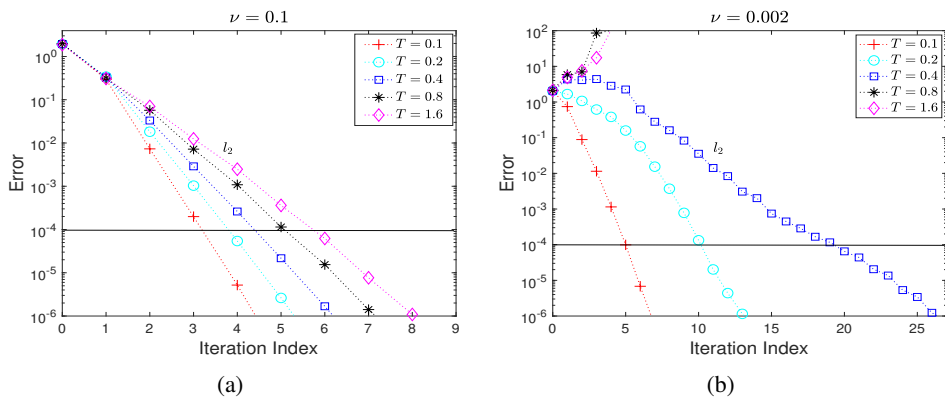 ν = 0.1
Error
10^0
10^-1
10^-2
10^-3
10^-4
10^-5
10^-6
0 1 2 3 4 5 6 7 8 9
Iteration Index
l_2
T = 0.1
T = 0.2
T = 0.4
T = 0.8
T = 1.6
(a)
ν = 0.002
Error
10^2
10^1
10^0
10^-1
10^-2
10^-3
10^-4
10^-5
10^-6
0 5 10 15 20 25
Iteration Index
l_2
T = 0.1
T = 0.2
T = 0.4
T = 0.8
T = 1.6
(b)